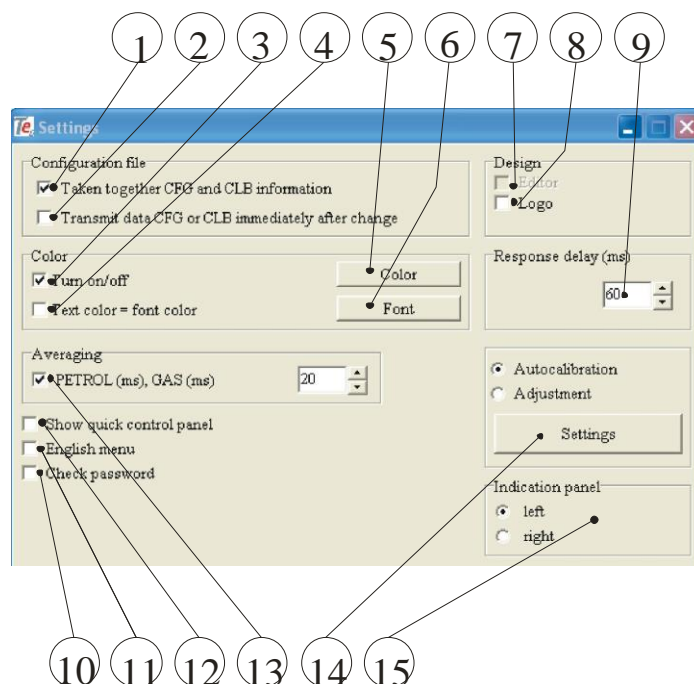 1 2 3 4 5 6 7 8 9
Te Settings
Configuration file
Taken together CFG and CLB information
Transmit data CFG or CLB immediately after change
Design
Editor
Logo
Color
Turn on/off
Text color = font color
Color
Font
Response delay (ms)
60
Averaging
PETROL (ms), GAS (ms) 20
Show quick control panel
English menu
Check password
Autocalibration
Adjustment
Settings
Indication panel
left
right
10 11 12 13 14 15